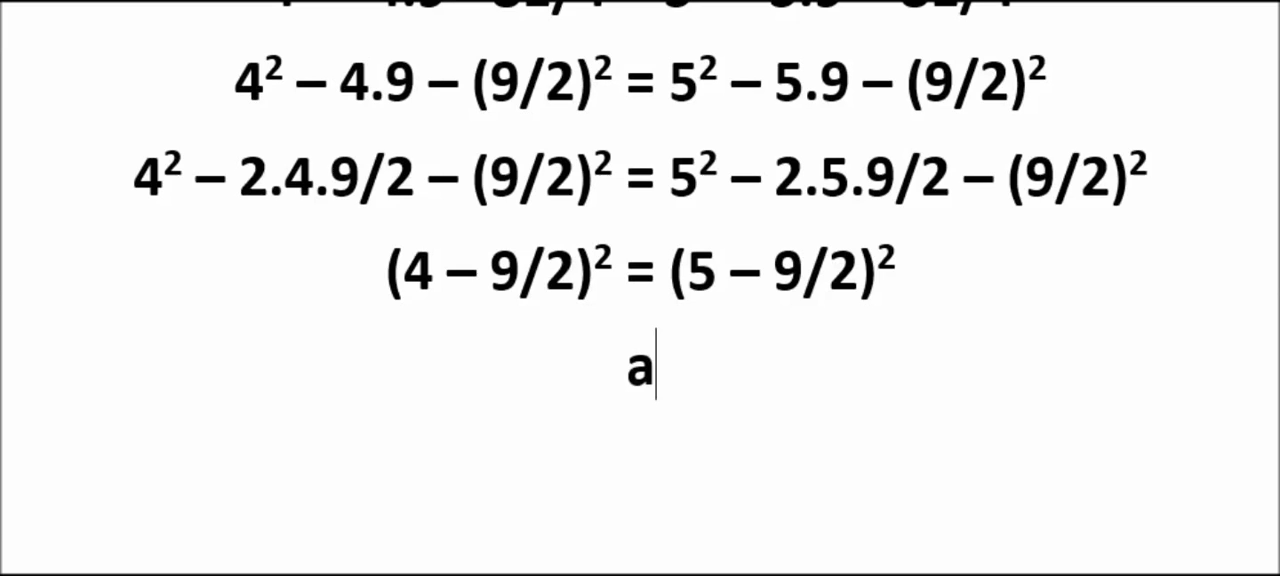 4² – 4.9 – (9/2)² = 5² – 5.9 – (9/2)²
4² – 2.4.9/2 – (9/2)² = 5² – 2.5.9/2 – (9/2)²
(4 – 9/2)² = (5 – 9/2)²
a